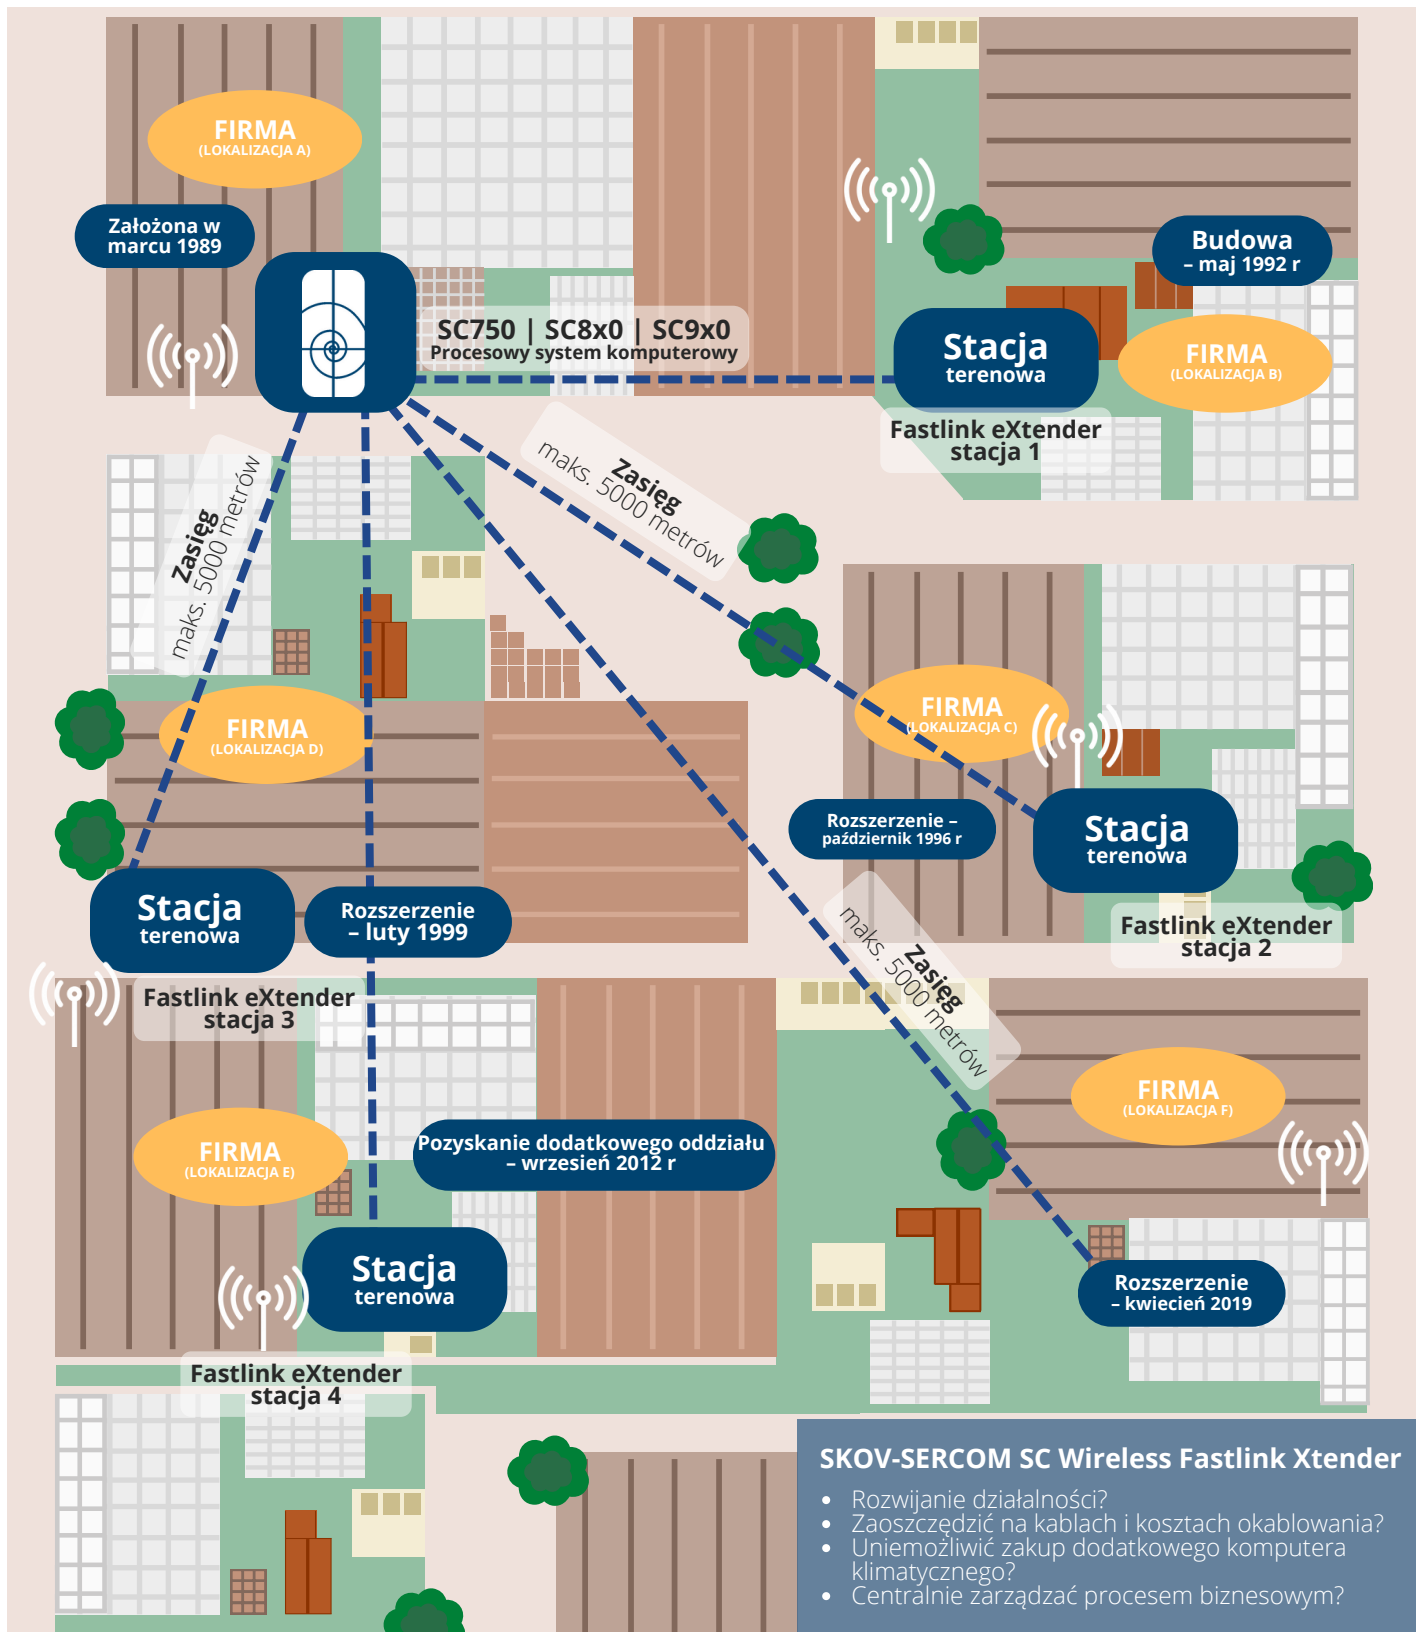 FIRMA
(LOKALIZACJA A)
Założona w
marcu 1989
SC750 | SC8x0 | SC9x0
Procesowy system komputerowy
Budowa
– maj 1992 r
Stacja
terenowa
FIRMA
(LOKALIZACJA B)
Fastlink eXtender
stacja 1
Zasięg
maks. 5000 metrów
Zasięg
maks. 5000 metrów
FIRMA
(LOKALIZACJA C)
FIRMA
(LOKALIZACJA D)
Rozszerzenie –
październik 1996 r
Stacja
terenowa
Stacja
terenowa
Rozszerzenie
– luty 1999
Fastlink eXtender
stacja 2
Zasięg
maks. 5000 metrów
Fastlink eXtender
stacja 3
FIRMA
(LOKALIZACJA F)
FIRMA
(LOKALIZACJA E)
Pozyskanie dodatkowego oddziału
– wrzesień 2012 r
Stacja
terenowa
Rozszerzenie
– kwiecień 2019
Fastlink eXtender
stacja 4
SKOV-SERCOM SC Wireless Fastlink Xtender
• Rozwijanie działalności?
• Zaoszczędzić na kablach i kosztach okablowania?
• Uniemożliwić zakup dodatkowego komputera
klimatycznego?
• Centralnie zarządzać procesem biznesowym?